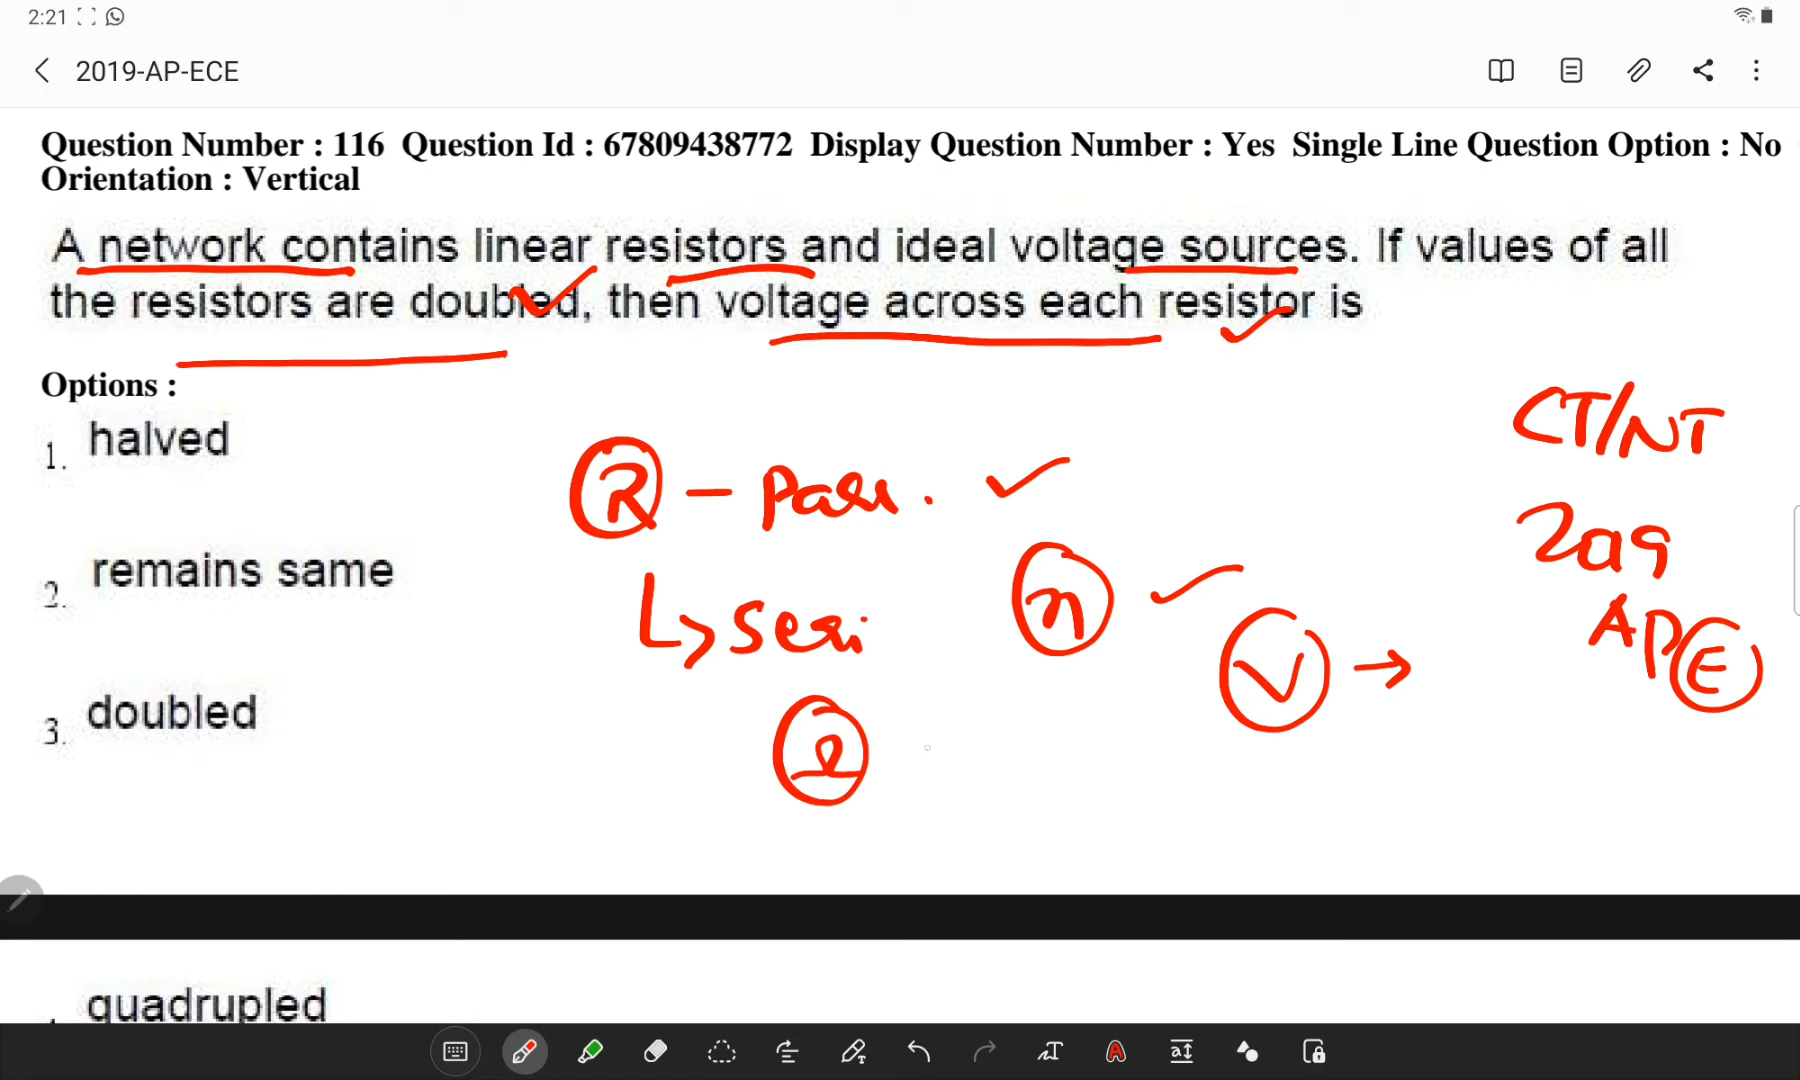 2:21
2019-AP-ECE
Question Number : 116 Question Id : 67809438772 Display Question Number : Yes Single Line Question Option : No
Orientation : Vertical
A network contains linear resistors and ideal voltage sources. If values of all
the resistors are doubled, then voltage across each resistor is
Options :
1. halved
2. remains same
3. doubled
quadrupled
CT/NT
2019
APE
R –
n
V →